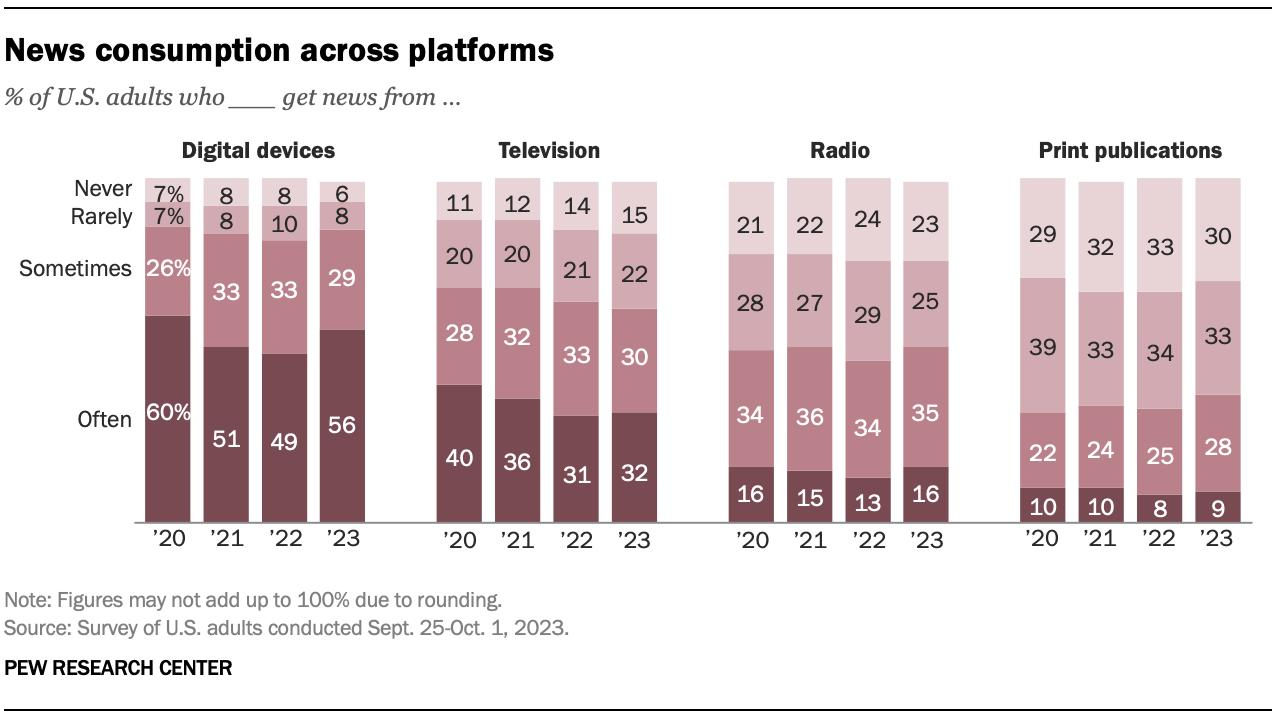 News consumption across platforms
% of U.S. adults who ___ get news from ...
Digital devices
Never 7% 8 8 6
Rarely 7% 8 10 8
Sometimes 26% 33 33 29
Often 60% 51 49 56
’20 ’21 ’22 ’23
Television
11 12 14 15
20 20 21 22
28 32 33 30
40 36 31 32
’20 ’21 ’22 ’23
Radio
21 22 24 23
28 27 29 25
34 36 34 35
16 15 13 16
’20 ’21 ’22 ’23
Print publications
29 32 33 30
39 33 34 33
22 24 25 28
10 10 8 9
’20 ’21 ’22 ’23
Note: Figures may not add up to 100% due to rounding.
Source: Survey of U.S. adults conducted Sept. 25-Oct. 1, 2023.
PEW RESEARCH CENTER